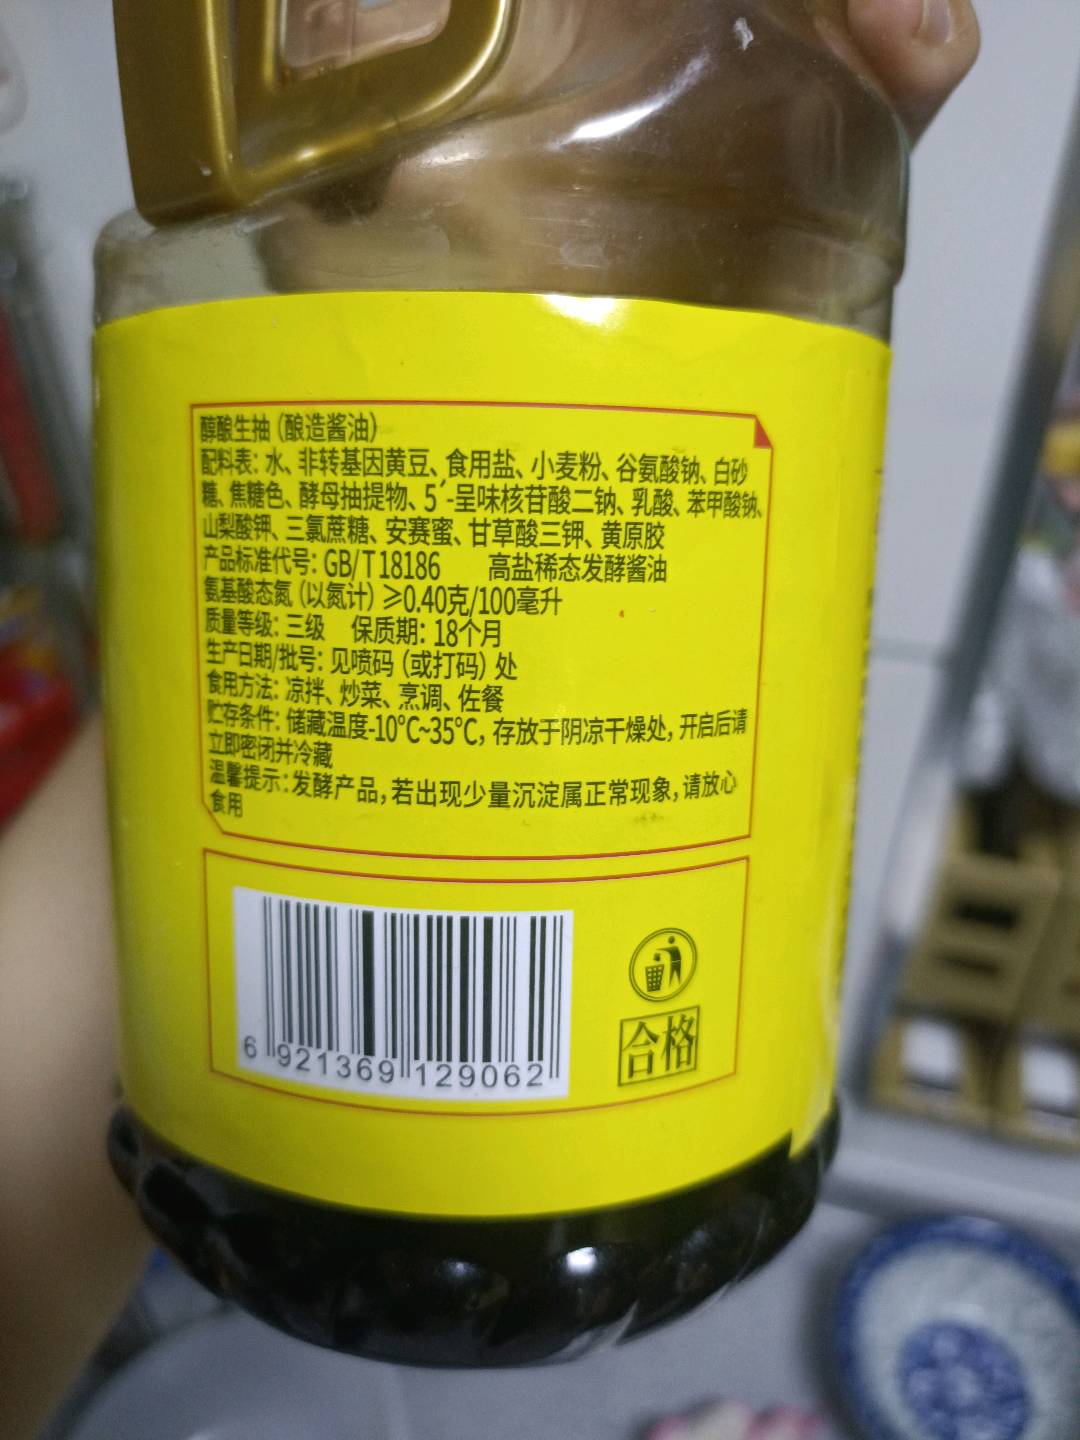 醇酿生抽（酿造酱油）
配料表：水、非转基因黄豆、食用盐、小麦粉、谷氨酸钠、白砂
糖、焦糖色、酵母抽提物、5´-呈味核苷酸二钠、乳酸、苯甲酸钠、
山梨酸钾、三氯蔗糖、安赛蜜、甘草酸三钾、黄原胶
产品标准代号：GB/T 18186 高盐稀态发酵酱油
氨基酸态氮（以氮计）≥0.40克/100毫升
质量等级：三级 保质期：18个月
生产日期/批号：见喷码（或打码）处
食用方法：凉拌、炒菜、烹调、佐餐
贮存条件：储藏温度-10℃~35℃，存放于阴凉干燥处，开启后请
立即密闭并冷藏
温馨提示：发酵产品，若出现少量沉淀属正常现象，请放心
食用
6 921369 129062
合格